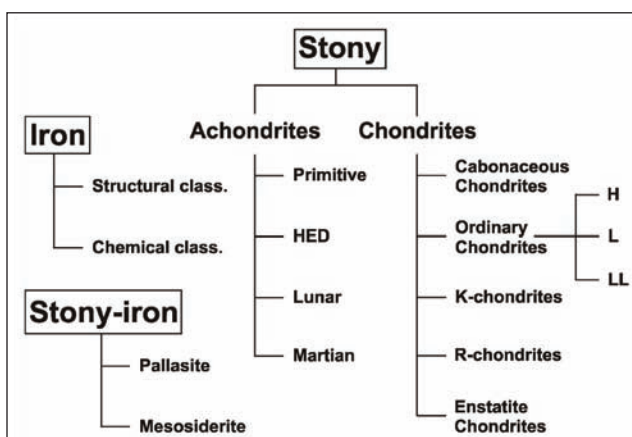 Stony
Achondrites
Chondrites
Iron
Structural class.
Chemical class.
Stony-iron
Pallasite
Mesosiderite
Primitive
HED
Lunar
Martian
Cabonaceous
Chondrites
Ordinary
Chondrites
H
L
LL
K-chondrites
R-chondrites
Enstatite
Chondrites